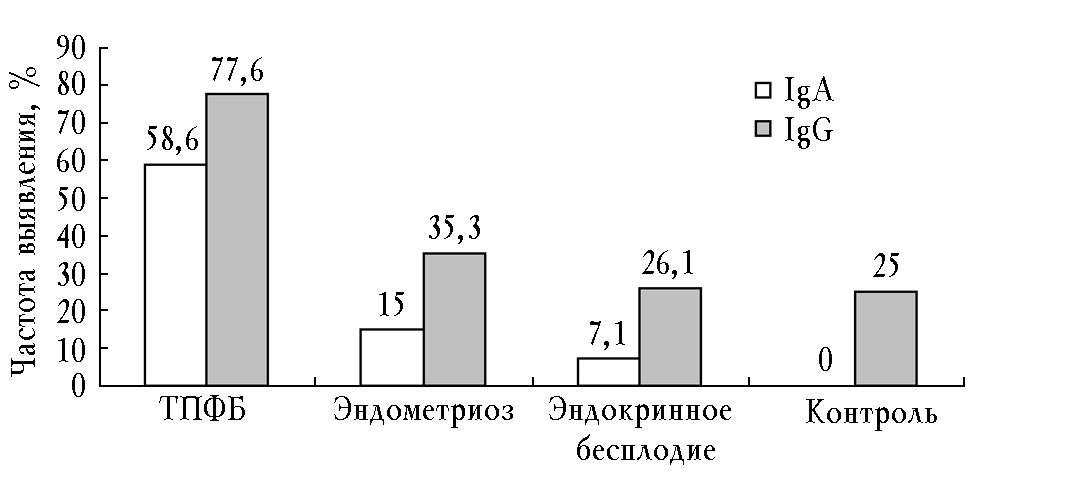 Частота выявления, %
90
80
70
60
50
40
30
20
10
0
58,6
77,6
15
35,3
7,1
26,1
0
25
IgA
IgG
ТПФБ
Эндометриоз
Эндокринное
бесплодие
Контроль